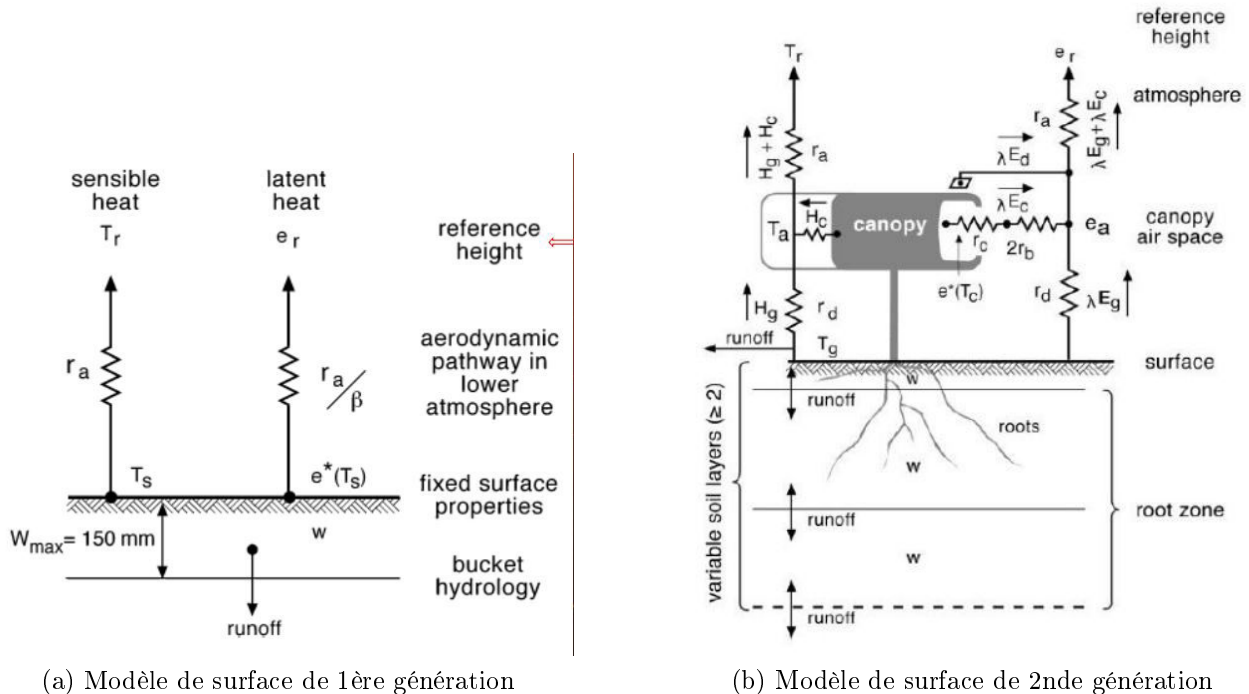 sensible
heat
T_r
latent
heat
e_r
reference
height
r_a
r_a/β
aerodynamic
pathway in
lower
atmosphere
T_s
e*(T_s)
fixed surface
properties
W_max = 150 mm
w
bucket
hydrology
runoff
(a) Modèle de surface de 1ère génération
reference
height
T_r
e_r
atmosphere
H_g + H_c
r_a
r_a
λE_g+λE_c
λE_d
λE_c
T_a
H_c
canopy
r_c
2r_b
e_a
canopy
air space
e*(T_c)
H_g
r_d
r_d
λE_g
runoff
T_g
surface
w
runoff
roots
variable soil layers (≥ 2)
w
runoff
root zone
w
runoff
(b) Modèle de surface de 2nde génération